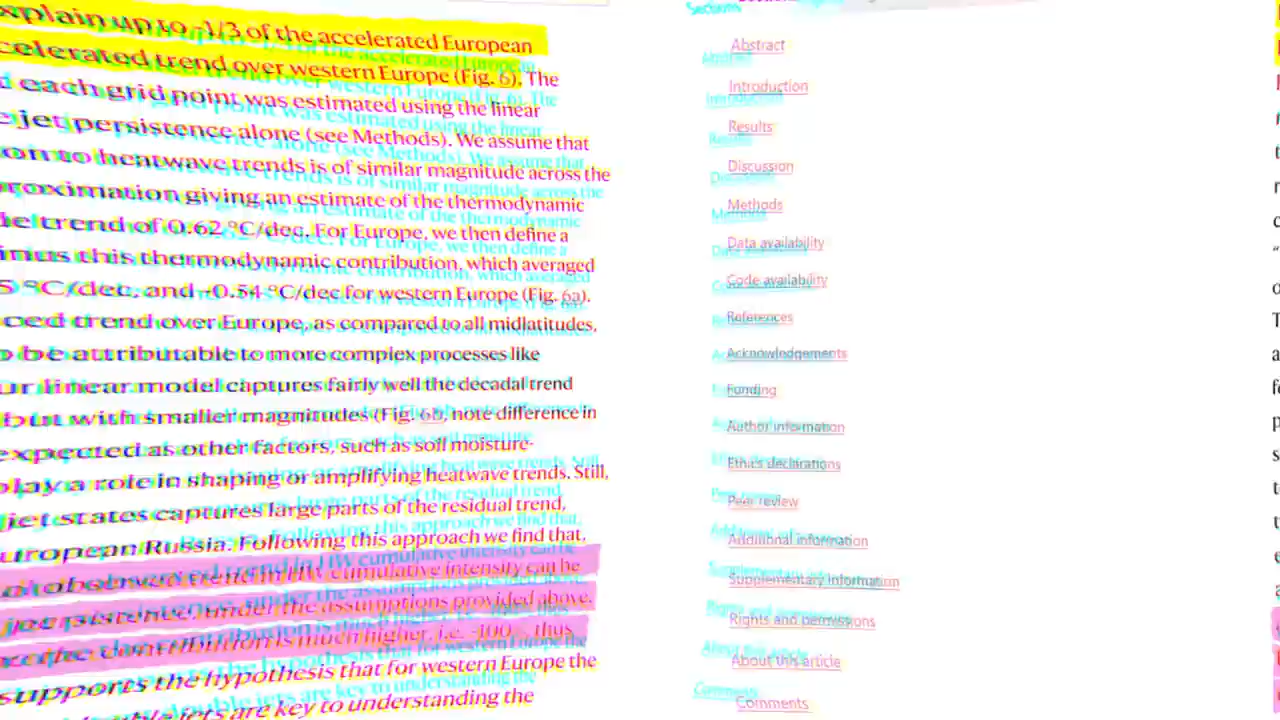 xplain up to ~1/3 of the accelerated European
celerated trend over western Europe (Fig. 6). The
each grid point was estimated using the linear
jet persistence alone (see Methods). We assume that
on to heatwave trends is of similar magnitude across the
roximation giving an estimate of the thermodynamic
de trend of 0.62 °C/dec. For Europe, we then define a
inus this thermodynamic contribution, which averaged
5 °C/dec, and ~0.54 °C/dec for western Europe (Fig. 6a).
ced trend over Europe, as compared to all midlatitudes,
o be attributable to more complex processes like
ur linear model captures fairly well the decadal trend
but with smaller magnitudes (Fig. 6b, note difference in
expected as other factors, such as soil moisture-
play a role in shaping or amplifying heatwave trends. Still,
jet states captures large parts of the residual trend,
uropean Russia. Following this approach we find that,
observed trend in HW cumulative intensity can be
under the assumptions provided above.
the contribution is much higher, i.e. thus
supports the hypothesis that for western Europe the
double jets are key to understanding the
Sections
Abstract
Introduction
Results
Discussion
Methods
Data availability
Code availability
References
Acknowledgements
Funding
Author information
Ethics declarations
Peer review
Additional information
Supplementary information
Rights and permissions
About this article
Comments